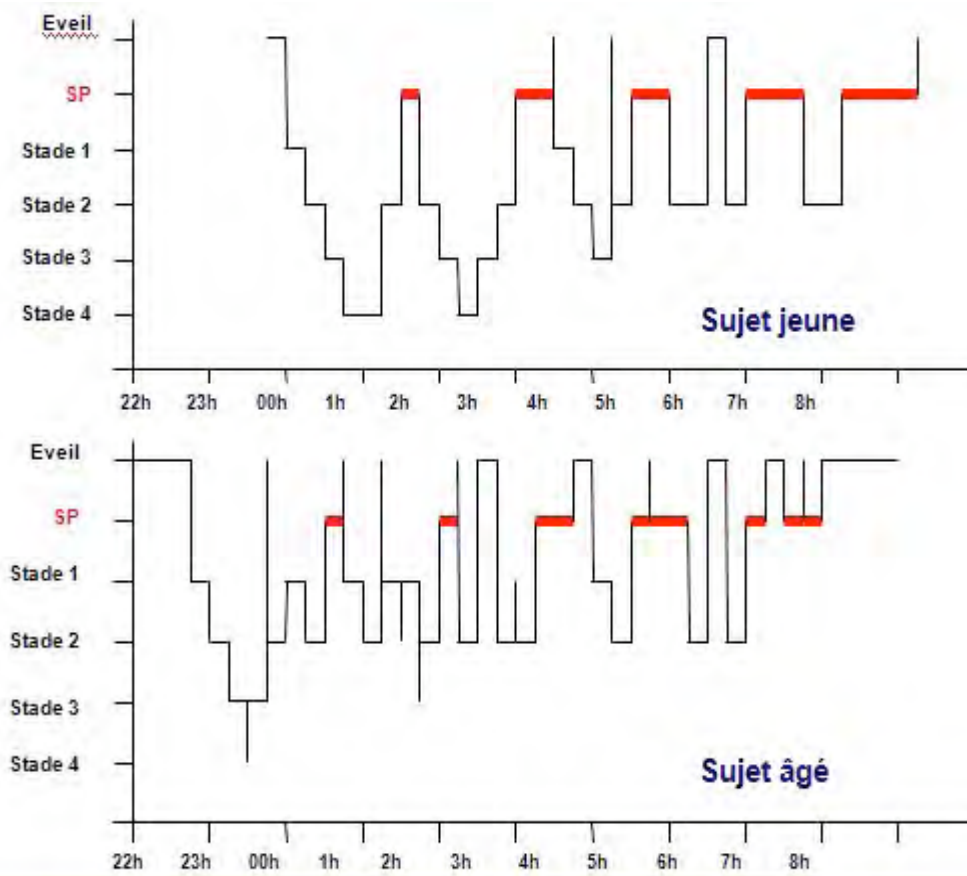 Eveil
SP
Stade 1
Stade 2
Stade 3
Stade 4
Sujet jeune
22h 23h 00h 1h 2h 3h 4h 5h 6h 7h 8h
Eveil
SP
Stade 1
Stade 2
Stade 3
Stade 4
Sujet âgé
22h 23h 00h 1h 2h 3h 4h 5h 6h 7h 8h